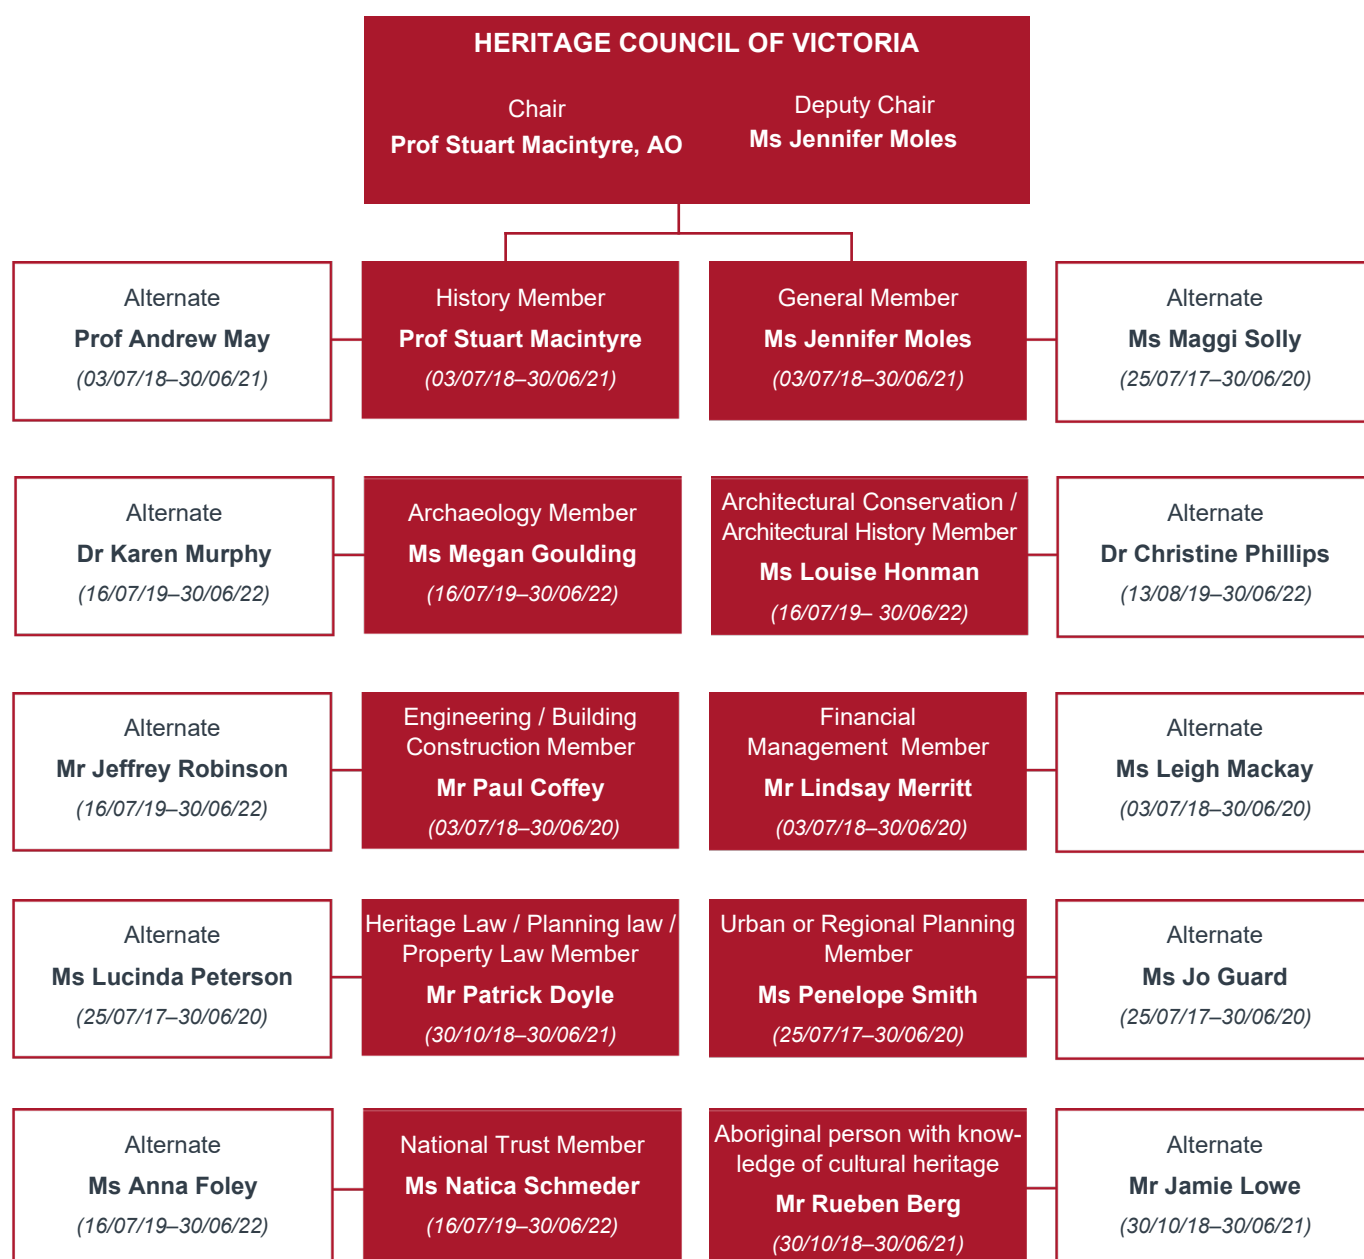 HERITAGE COUNCIL OF VICTORIA
Chair
Prof Stuart Macintyre, AO
Deputy Chair
Ms Jennifer Moles
Alternate
Prof Andrew May
(03/07/18–30/06/21)
History Member
Prof Stuart Macintyre
(03/07/18–30/06/21)
General Member
Ms Jennifer Moles
(03/07/18–30/06/21)
Alternate
Ms Maggi Solly
(25/07/17–30/06/20)
Alternate
Dr Karen Murphy
(16/07/19–30/06/22)
Archaeology Member
Ms Megan Goulding
(16/07/19–30/06/22)
Architectural Conservation /
Architectural History Member
Ms Louise Honman
(16/07/19– 30/06/22)
Alternate
Dr Christine Phillips
(13/08/19–30/06/22)
Alternate
Mr Jeffrey Robinson
(16/07/19–30/06/22)
Engineering / Building
Construction Member
Mr Paul Coffey
(03/07/18–30/06/20)
Financial
Management  Member
Mr Lindsay Merritt
(03/07/18–30/06/20)
Alternate
Ms Leigh Mackay
(03/07/18–30/06/20)
Alternate
Ms Lucinda Peterson
(25/07/17–30/06/20)
Heritage Law / Planning law /
Property Law Member
Mr Patrick Doyle
(30/10/18–30/06/21)
Urban or Regional Planning
Member
Ms Penelope Smith
(25/07/17–30/06/20)
Alternate
Ms Jo Guard
(25/07/17–30/06/20)
Alternate
Ms Anna Foley
(16/07/19–30/06/22)
National Trust Member
Ms Natica Schmeder
(16/07/19–30/06/22)
Aboriginal person with know-
ledge of cultural heritage
Mr Rueben Berg
(30/10/18–30/06/21)
Alternate
Mr Jamie Lowe
(30/10/18–30/06/21)